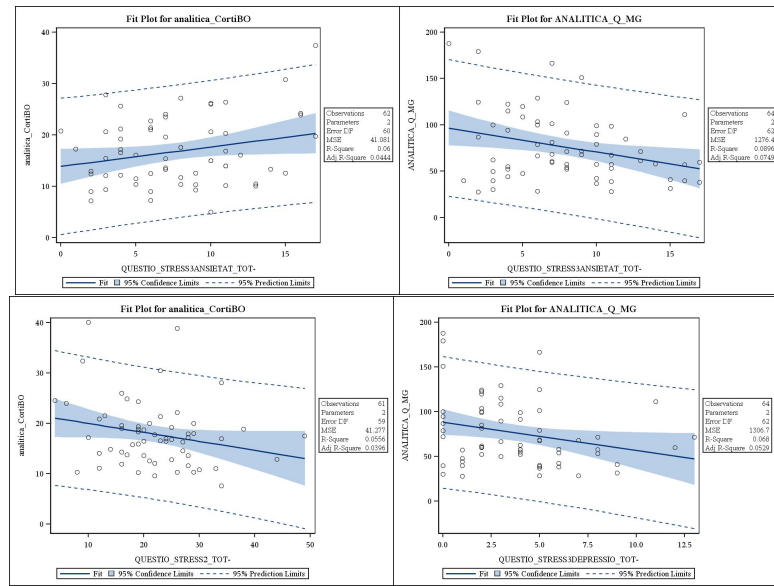 Fit Plot for analitica_CortiBO
40
30
20
10
0
analitica_CortiBO
0 5 10 15
QUESTIO_STRESS3ANSIETAT_TOT-
Fit 95% Confidence Limits 95% Prediction Limits
Observations 62
Parameters 2
Error DF 60
MSE 41.081
R-Square 0.06
Adj R-Square 0.0444
Fit Plot for ANALITICA_Q_MG
200
150
100
50
0
ANALITICA_Q_MG
0 5 10 15
QUESTIO_STRESS3ANSIETAT_TOT-
Fit 95% Confidence Limits 95% Prediction Limits
Observations 64
Parameters 2
Error DF 62
MSE 1276.4
R-Square 0.0896
Adj R-Square 0.0749
Fit Plot for analitica_CortiBO
40
30
20
10
0
analitica_CortiBO
10 20 30 40 50
QUESTIO_STRESS2_TOT-
Fit 95% Confidence Limits 95% Prediction Limits
Observations 61
Parameters 2
Error DF 59
MSE 41.277
R-Square 0.0556
Adj R-Square 0.0396
Fit Plot for ANALITICA_Q_MG
200
150
100
50
0
ANALITICA_Q_MG
0.0 2.5 5.0 7.5 10.0 12.5
QUESTIO_STRESS3DEPRESSIO_TOT-
Fit 95% Confidence Limits 95% Prediction Limits
Observations 64
Parameters 2
Error DF 62
MSE 1306.7
R-Square 0.068
Adj R-Square 0.0529